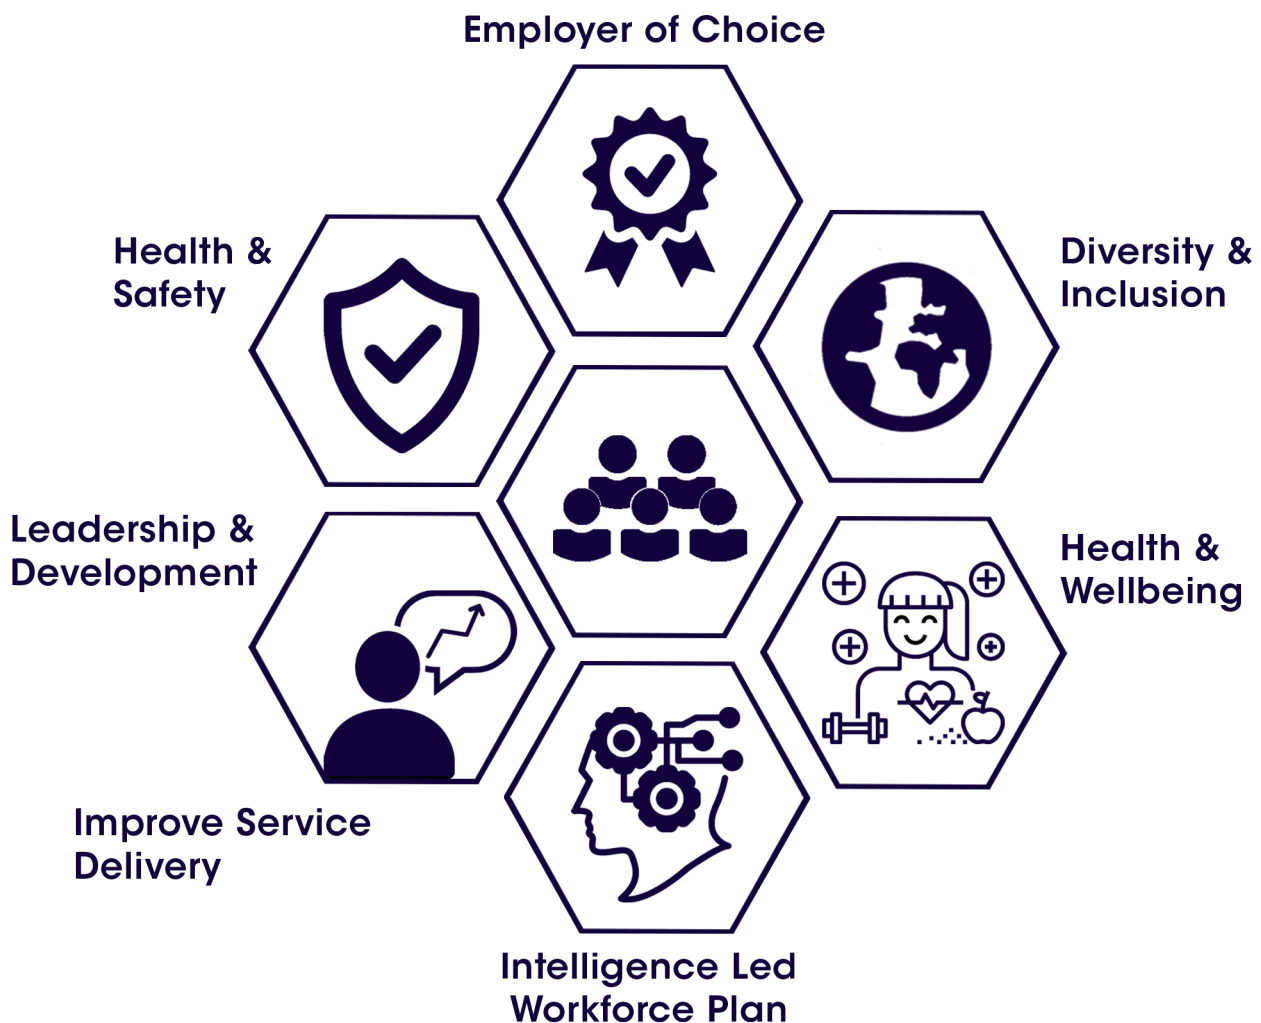 Employer of Choice
Health &
Safety
Diversity &
Inclusion
Leadership &
Development
Health &
Wellbeing
Improve Service
Delivery
Intelligence Led
Workforce Plan